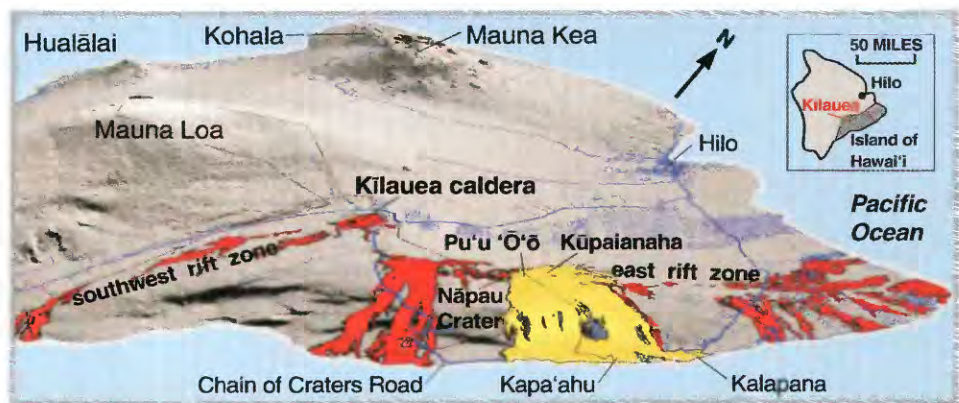 Hualālai
Kohala
Mauna Kea
N
50 MILES
Hilo
Kīlauea
Island of
Hawai‘i
Mauna Loa
Hilo
Kīlauea caldera
Pacific
Ocean
Pu‘u ‘Ō‘ō
Kūpaianaha
southwest rift zone
east rift zone
Nāpau
Crater
Chain of Craters Road
Kapa‘ahu
Kalapana